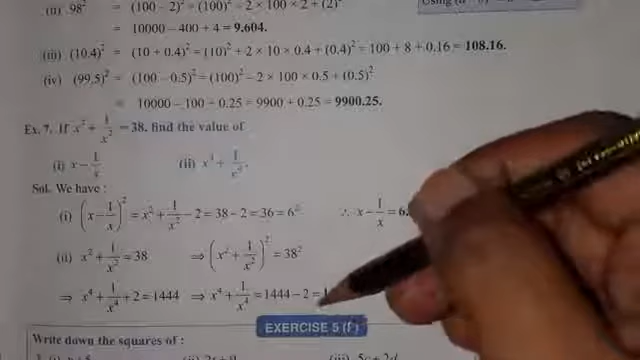 (ii) 98² = (100 – 2)² = (100)² – 2 × 100 × 2 + (2)²
= 10000 – 400 + 4 = 9,604.
(iii) (10.4)² = (10 + 0.4)² = (10)² + 2 × 10 × 0.4 + (0.4)² = 100 + 8 + 0.16 = 108.16.
(iv) (99.5)² = (100 – 0.5)² = (100)² – 2 × 100 × 0.5 + (0.5)²
= 10000 – 100 + 0.25 = 9900 + 0.25 = 9900.25.
Ex. 7. If x² + 1/x² = 38, find the value of
(i) x – 1/x (ii) x⁴ + 1/x⁴.
Sol. We have :
(i) (x – 1/x)² = x² + 1/x² – 2 = 38 – 2 = 36 = 6² ∴ x – 1/x = 6.
(ii) x² + 1/x² = 38 ⇒ (x² + 1/x²)² = 38²
⇒ x⁴ + 1/x⁴ + 2 = 1444 ⇒ x⁴ + 1/x⁴ = 1444 – 2 =
EXERCISE 5 (F)
Write down the squares of :